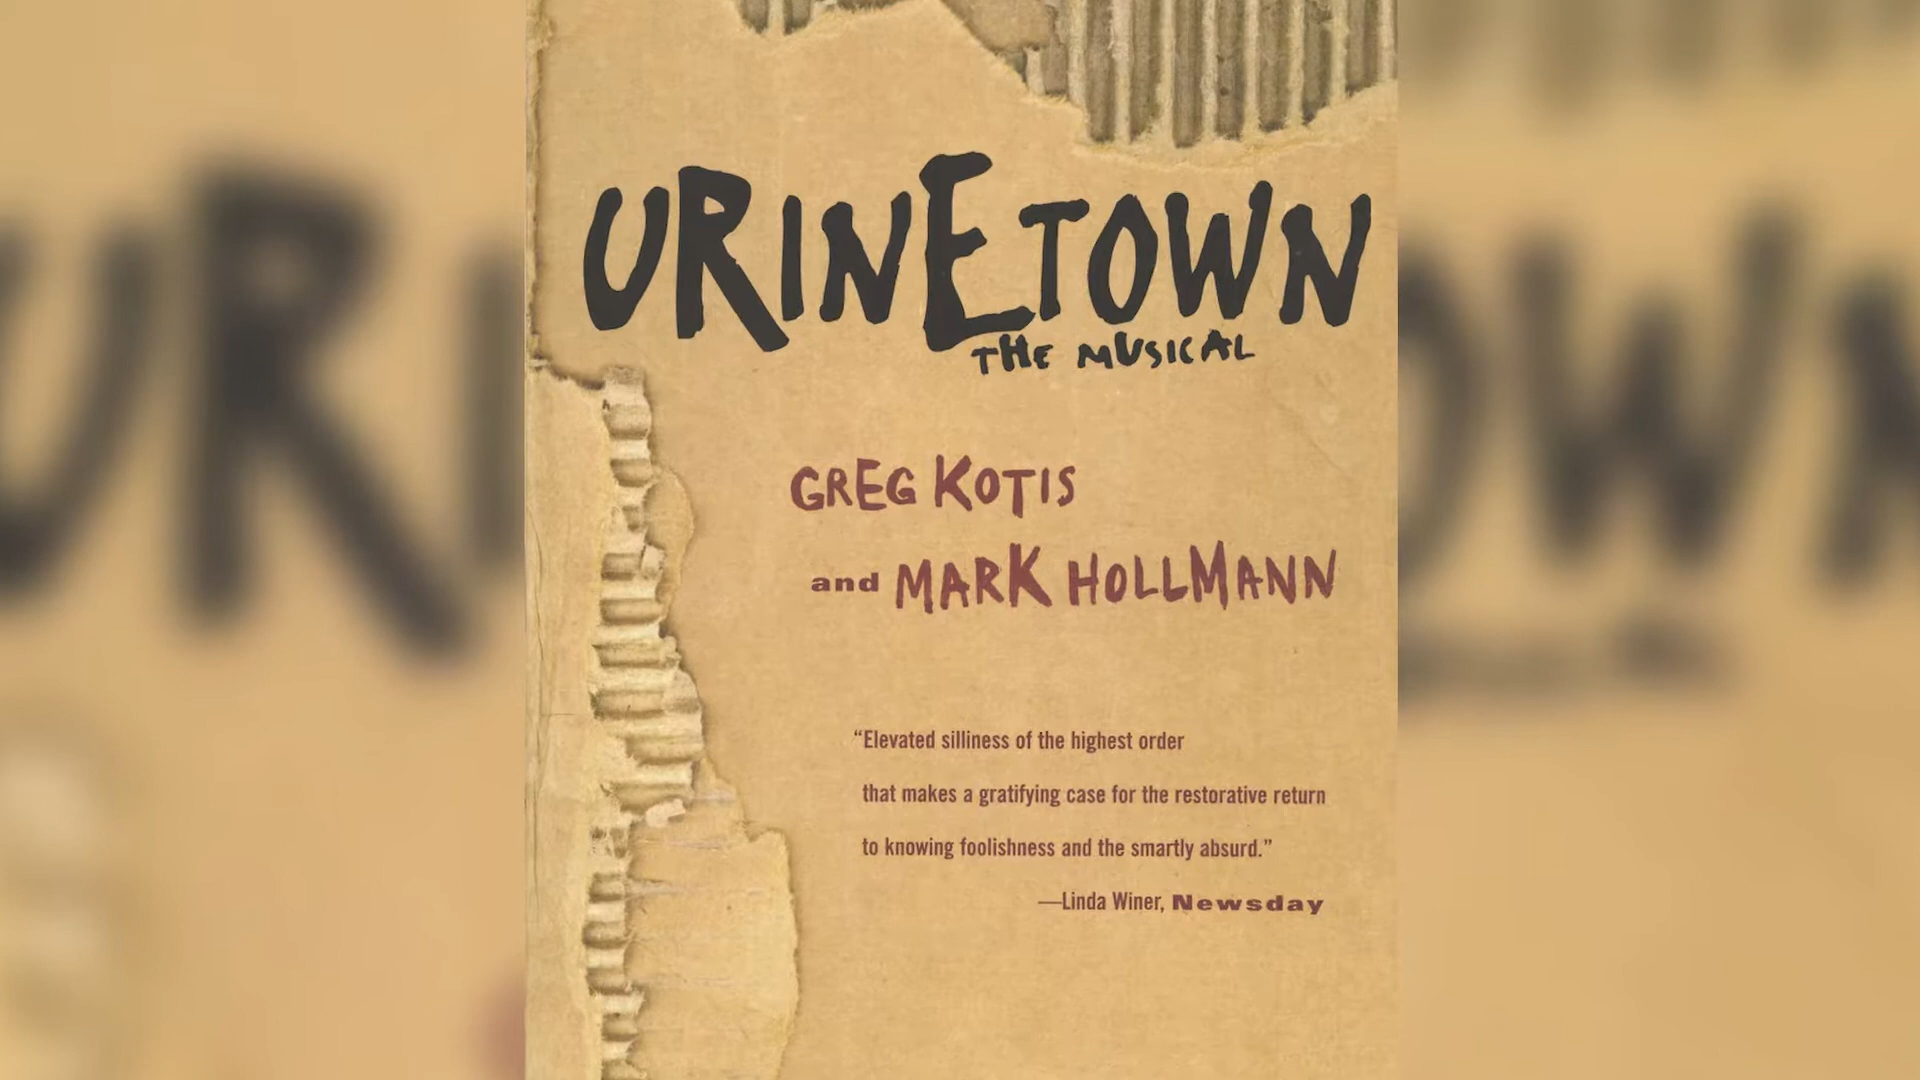 URINETOWN
THE MUSICAL
GREG KOTIS
and MARK HOLLMANN
“Elevated silliness of the highest order
that makes a gratifying case for the restorative return
to knowing foolishness and the smartly absurd.”
—Linda Winer, Newsday